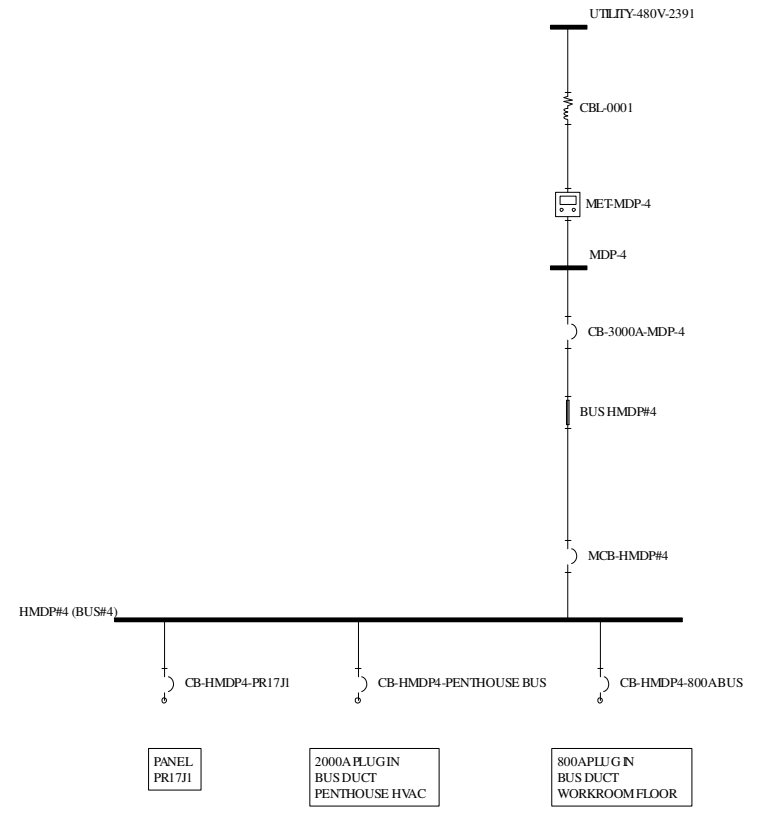 UTILITY-480V-2391
CBL-0001
MET-MDP-4
MDP-4
CB-3000A-MDP-4
BUS HMDP#4
MCB-HMDP#4
HMDP#4 (BUS#4)
CB-HMDP4-PR17J1
CB-HMDP4-PENTHOUSE BUS
CB-HMDP4-800A BUS
PANEL
PR17J1
2000A PLUG IN
BUS DUCT
PENTHOUSE HVAC
800A PLUG IN
BUS DUCT
WORKROOM FLOOR